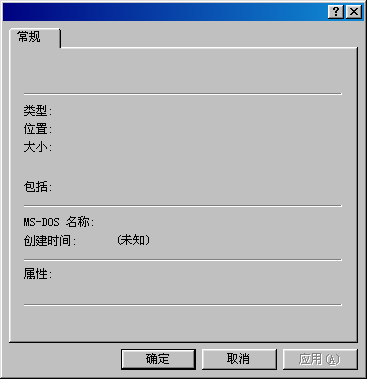 常规
类型:
位置:
大小:
包括:
MS-DOS 名称:
创建时间: (未知)
属性:
确定 取消 应用(A)